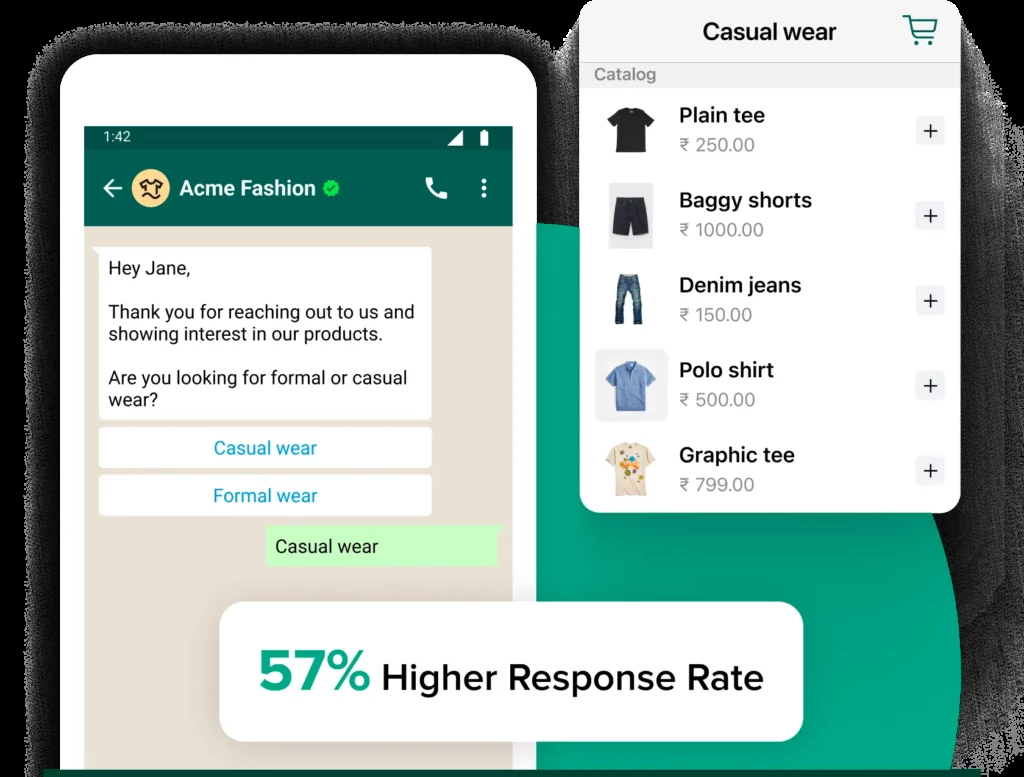 1:42
Acme Fashion
Hey Jane,
Thank you for reaching out to us and
showing interest in our products.
Are you looking for formal or casual
wear?
Casual wear
Formal wear
Casual wear
57% Higher Response Rate
Casual wear
Catalog
Plain tee
₹ 250.00
Baggy shorts
₹ 1000.00
Denim jeans
₹ 150.00
Polo shirt
₹ 500.00
Graphic tee
₹ 799.00